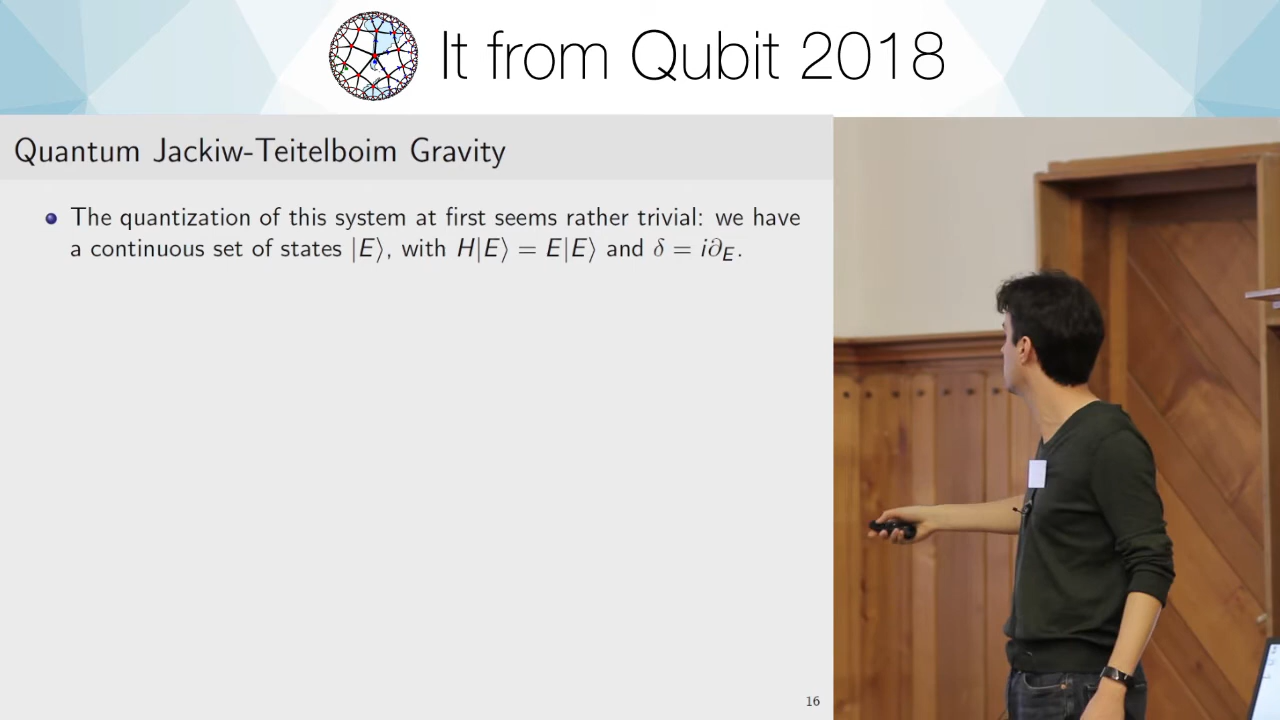 It from Qubit 2018
Quantum Jackiw-Teitelboim Gravity
The quantization of this system at first seems rather trivial: we have
a continuous set of states |E⟩, with H|E⟩ = E|E⟩ and δ = i∂_E.
16